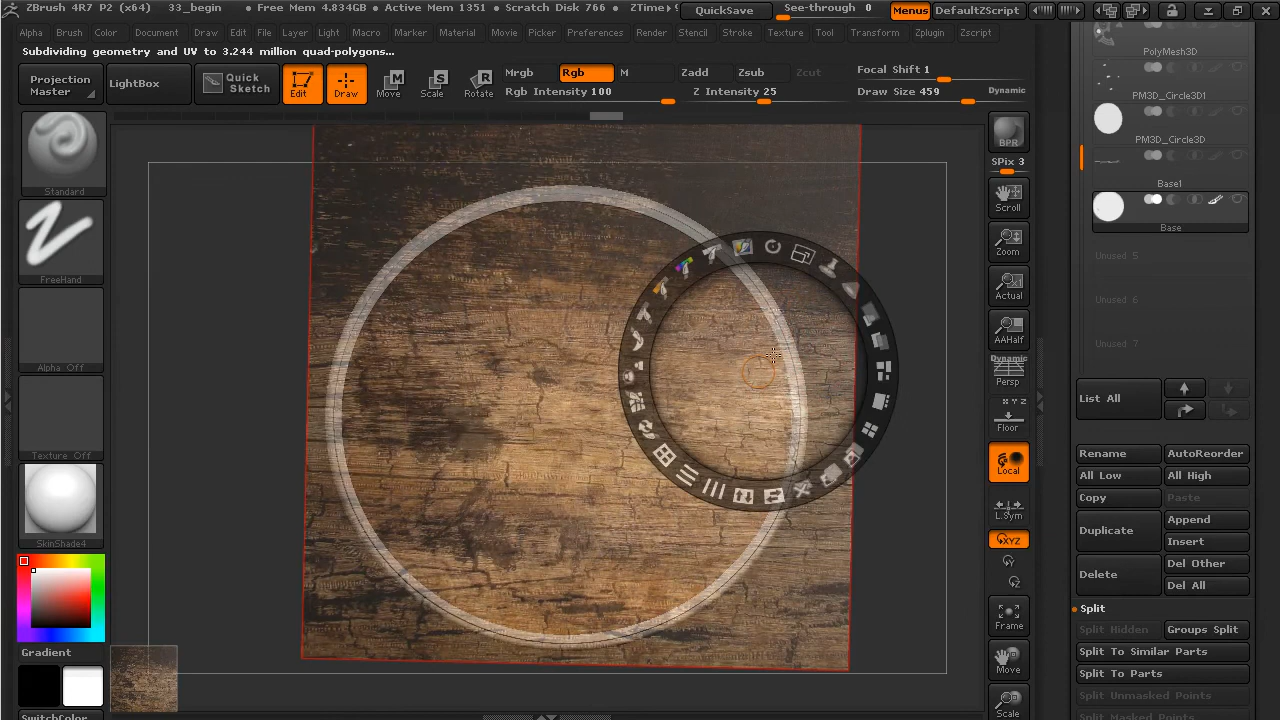 ZBrush 4R7 P2 (x64) 33_begin • Free Mem 4.834GB • Active Mem 1351 • Scratch Disk 766 • ZTime▸ QuickSave See-through 0 Menus DefaultZScript
Alpha Brush Color Document Draw Edit File Layer Light Macro Marker Material Movie Picker Preferences Render Stencil Stroke Texture Tool Transform Zplugin Zscript
Subdividing geometry and UV to 3.244 million quad-polygons...
Projection Master
LightBox
Quick Sketch
Edit
Draw
Move
Scale
Rotate
Mrgb Rgb M Zadd Zsub Zcut
Rgb Intensity 100 Z Intensity 25
Focal Shift 1
Draw Size 459 Dynamic
Standard
FreeHand
Alpha Off
Texture Off
SkinShade4
Gradient
SwitchColor
BPR
SPix 3
Scroll
Zoom
Actual
AAHalf
Dynamic
Persp
X Y Z
Floor
Local
L.Sym
XYZ
Y
Z
Frame
Move
Scale
PolyMesh3D
PM3D_Circle3D1
PM3D_Circle3D
Base1
Base
Unused 5
Unused 6
Unused 7
List All
Rename AutoReorder
All Low All High
Copy Paste
Duplicate Append
Insert
Delete Del Other
Del All
Split
Split Hidden Groups Split
Split To Similar Parts
Split To Parts
Split Unmasked Points
Split Masked Points